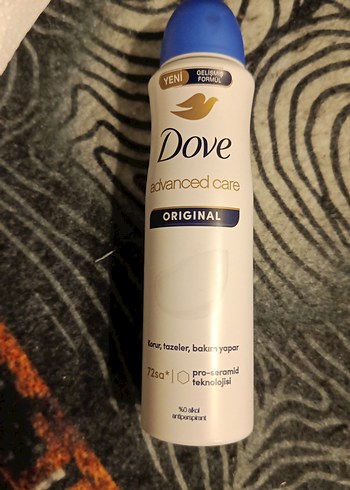 YENİ
GELİŞMİŞ
FORMÜL
Dove
advanced care
ORIGINAL
Korur, tazeler, bakım yapar
72sa*
pro-seramid
teknolojisi
%0 alkol
antiperspirant